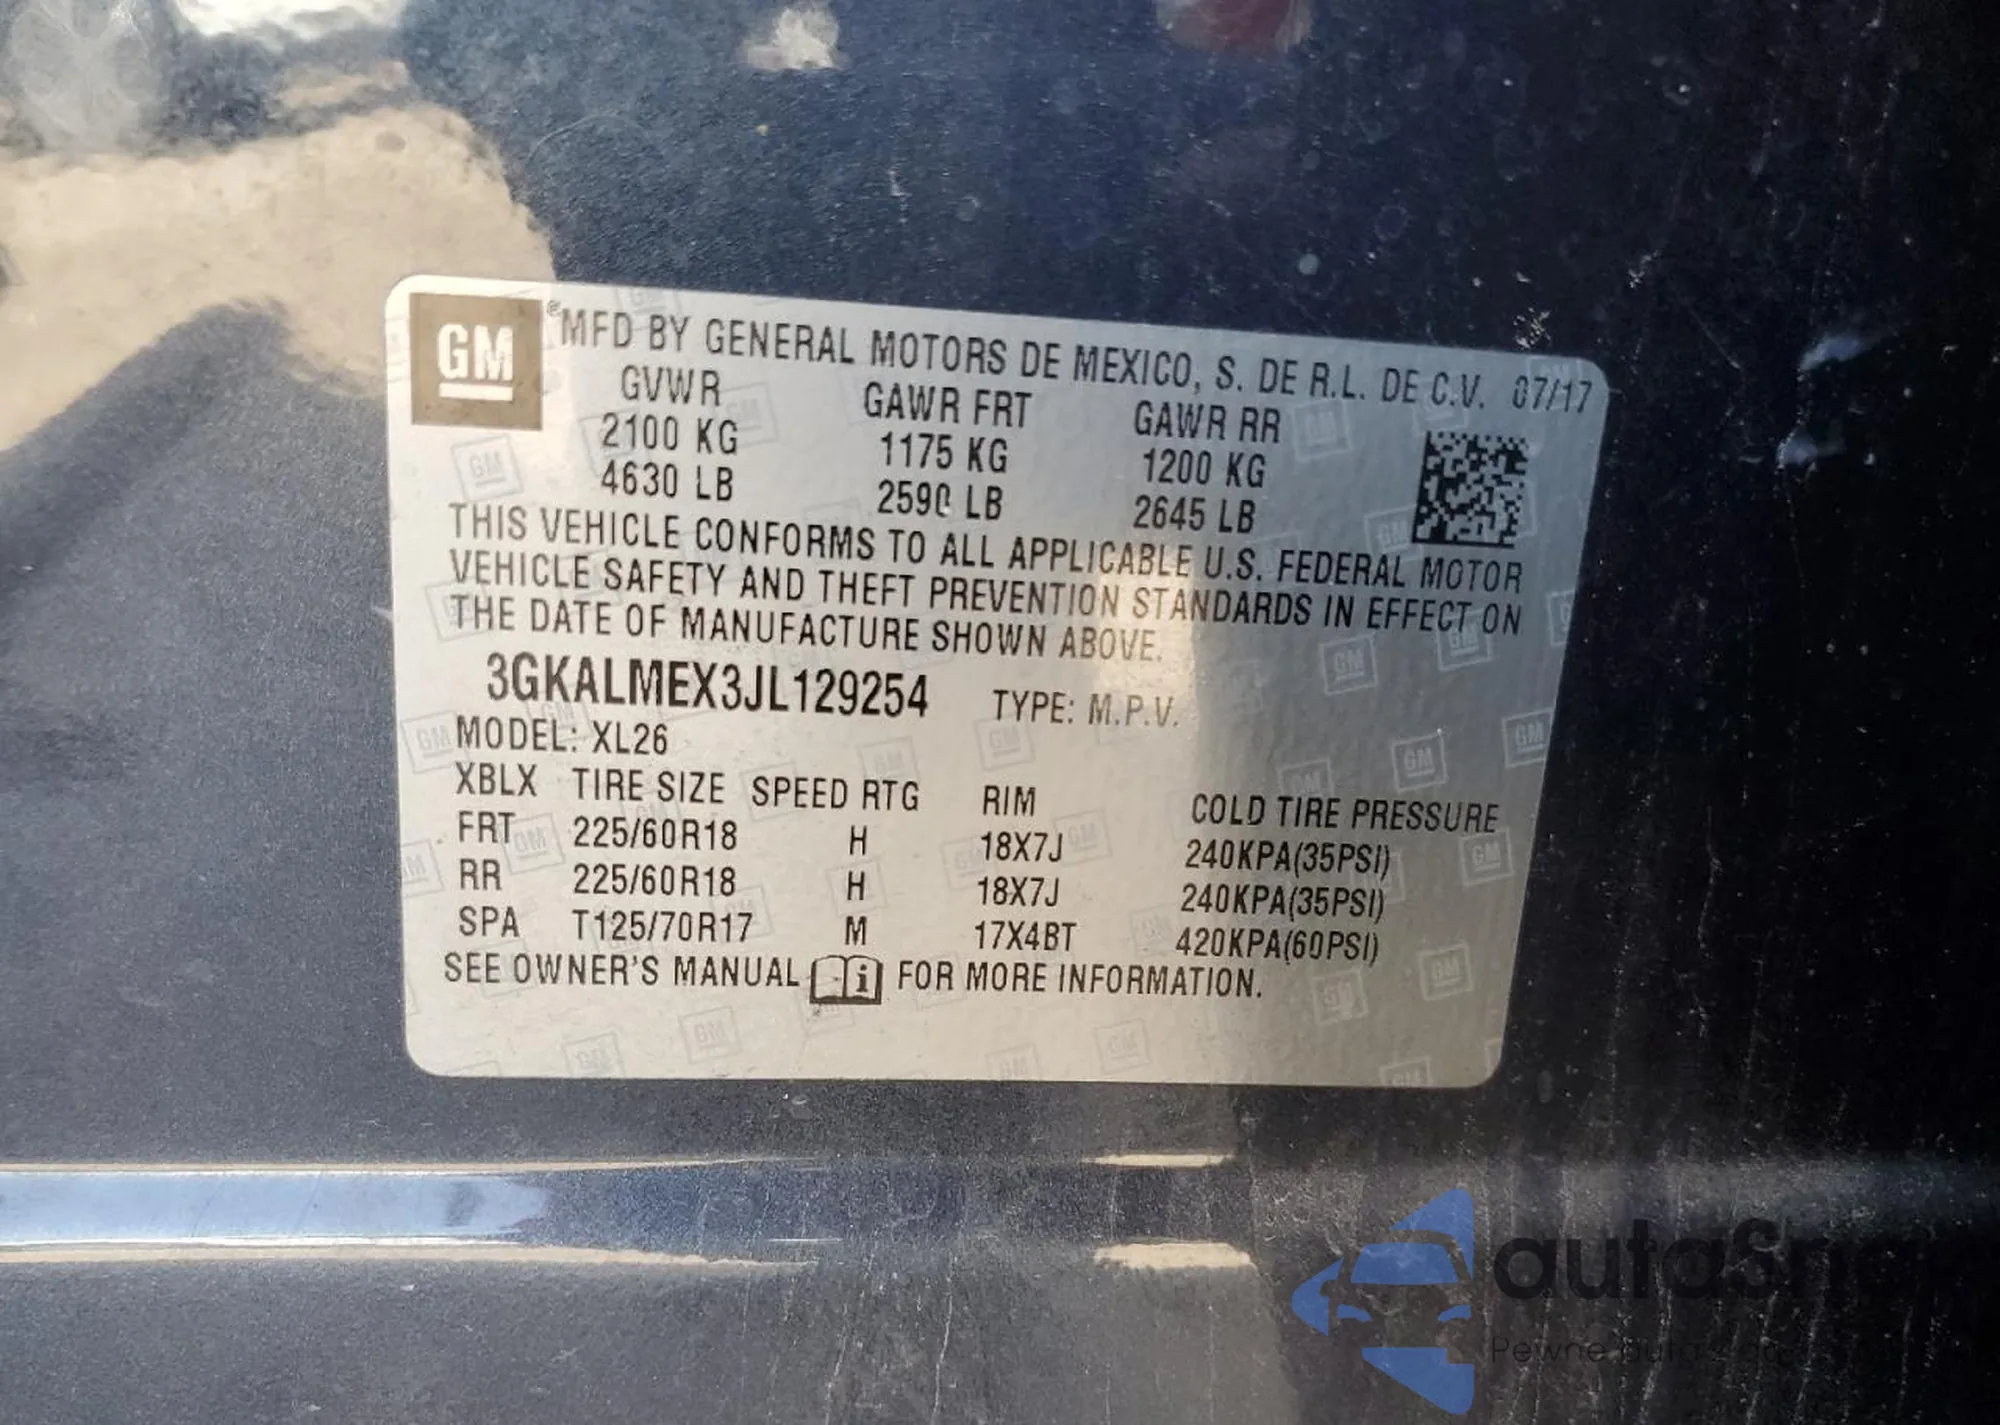 GM
® MFD BY GENERAL MOTORS DE MEXICO, S. DE R.L. DE C.V. 07/17
GVWR GAWR FRT GAWR RR
2100 KG 1175 KG 1200 KG
4630 LB 2590 LB 2645 LB
THIS VEHICLE CONFORMS TO ALL APPLICABLE U.S. FEDERAL MOTOR
VEHICLE SAFETY AND THEFT PREVENTION STANDARDS IN EFFECT ON
THE DATE OF MANUFACTURE SHOWN ABOVE.
3GKALMEX3JL129254 TYPE: M.P.V.
MODEL: XL26
XBLX TIRE SIZE SPEED RTG RIM COLD TIRE PRESSURE
FRT 225/60R18 H 18X7J 240KPA(35PSI)
RR 225/60R18 H 18X7J 240KPA(35PSI)
SPA T125/70R17 M 17X4BT 420KPA(60PSI)
SEE OWNER'S MANUAL i FOR MORE INFORMATION.
Pewne auta